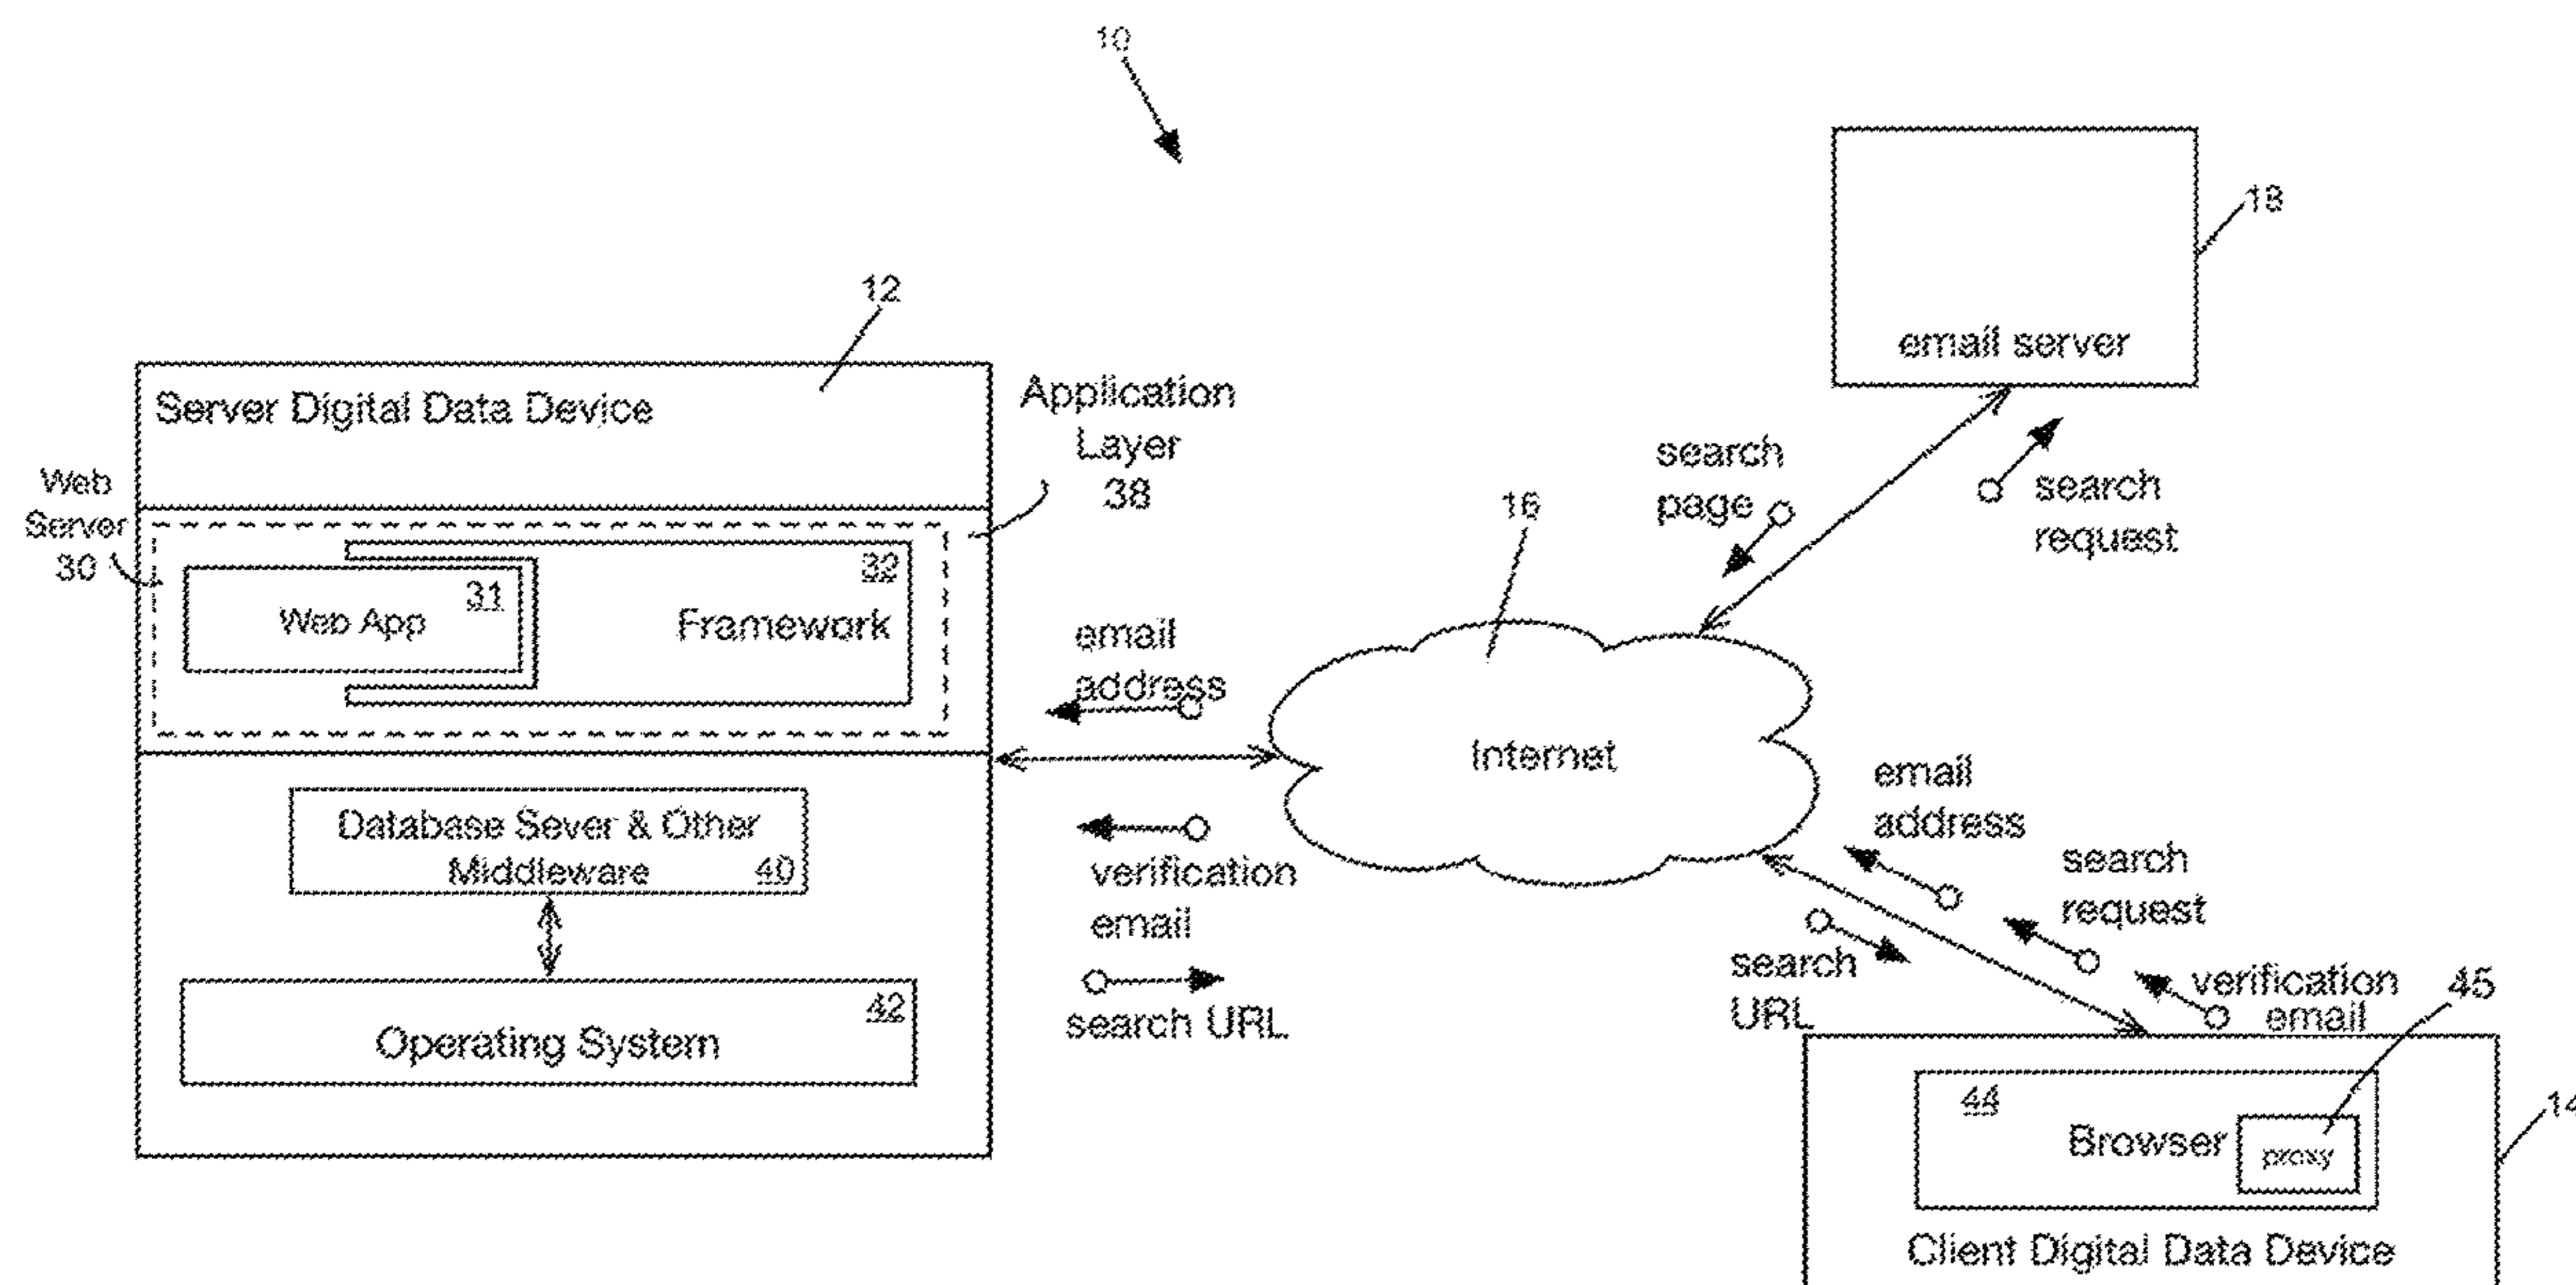 10
18
12
Server Digital Data Device
Application
Layer
38
Web
Server
30
31
Web App
32
Framework
email server
search
page
search
request
16
email
address
Internet
Database Sever & Other
Middleware 40
42
Operating System
verification
email
search URL
email
address
search
request
search
URL
verification
email
45
44
Browser
proxy
14
Client Digital Data Device